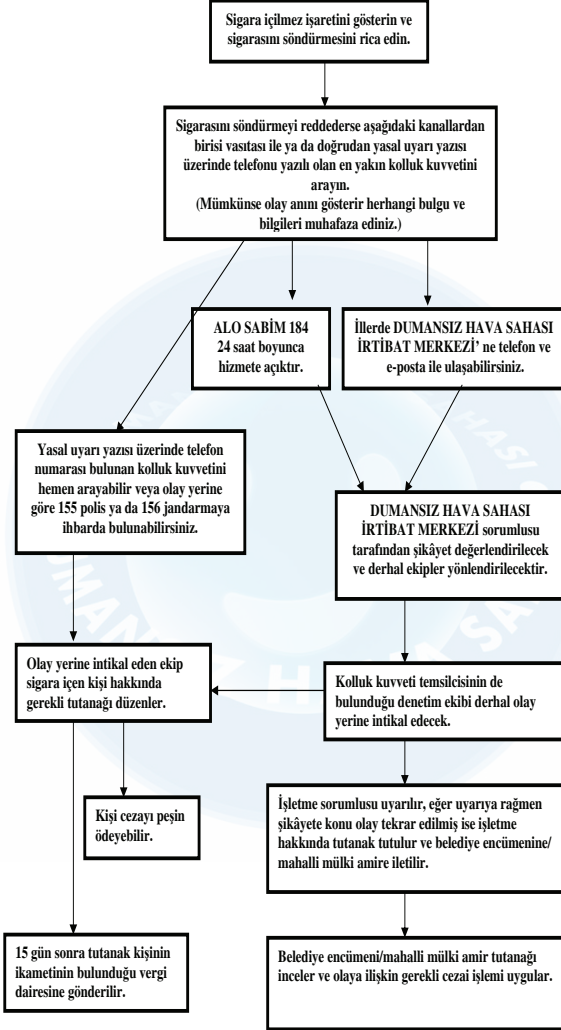 Sigara içilmez işaretini gösterin ve
sigarasını söndürmesini rica edin.
Sigarasını söndürmeyi reddederse aşağıdaki kanallardan
birisi vasıtası ile ya da doğrudan yasal uyarı yazısı
üzerinde telefonu yazılı olan en yakın kolluk kuvvetini
arayın.
(Mümkünse olay anını gösterir herhangi bulgu ve
bilgileri muhafaza ediniz.)
ALO SABİM 184
24 saat boyunca
hizmete açıktır.
İllerde DUMANSIZ HAVA SAHASI
İRTİBAT MERKEZİ’ ne telefon ve
e-posta ile ulaşabilirsiniz.
Yasal uyarı yazısı üzerinde telefon
numarası bulunan kolluk kuvvetini
hemen arayabilir veya olay yerine
göre 155 polis ya da 156 jandarmaya
ihbarda bulunabilirsiniz.
DUMANSIZ HAVA SAHASI
İRTİBAT MERKEZİ sorumlusu
tarafından şikâyet değerlendirilecek
ve derhal ekipler yönlendirilecektir.
Olay yerine intikal eden ekip
sigara içen kişi hakkında
gerekli tutanağı düzenler.
Kolluk kuvveti temsilcisinin de
bulunduğu denetim ekibi derhal olay
yerine intikal edecek.
Kişi cezayı peşin
ödeyebilir.
İşletme sorumlusu uyarılır, eğer uyarıya rağmen
şikâyete konu olay tekrar edilmiş ise işletme
hakkında tutanak tutulur ve belediye encümenine/
mahalli mülki amire iletilir.
15 gün sonra tutanak kişinin
ikametinin bulunduğu vergi
dairesine gönderilir.
Belediye encümeni/mahalli mülki amir tutanağı
inceler ve olaya ilişkin gerekli cezai işlemi uygular.